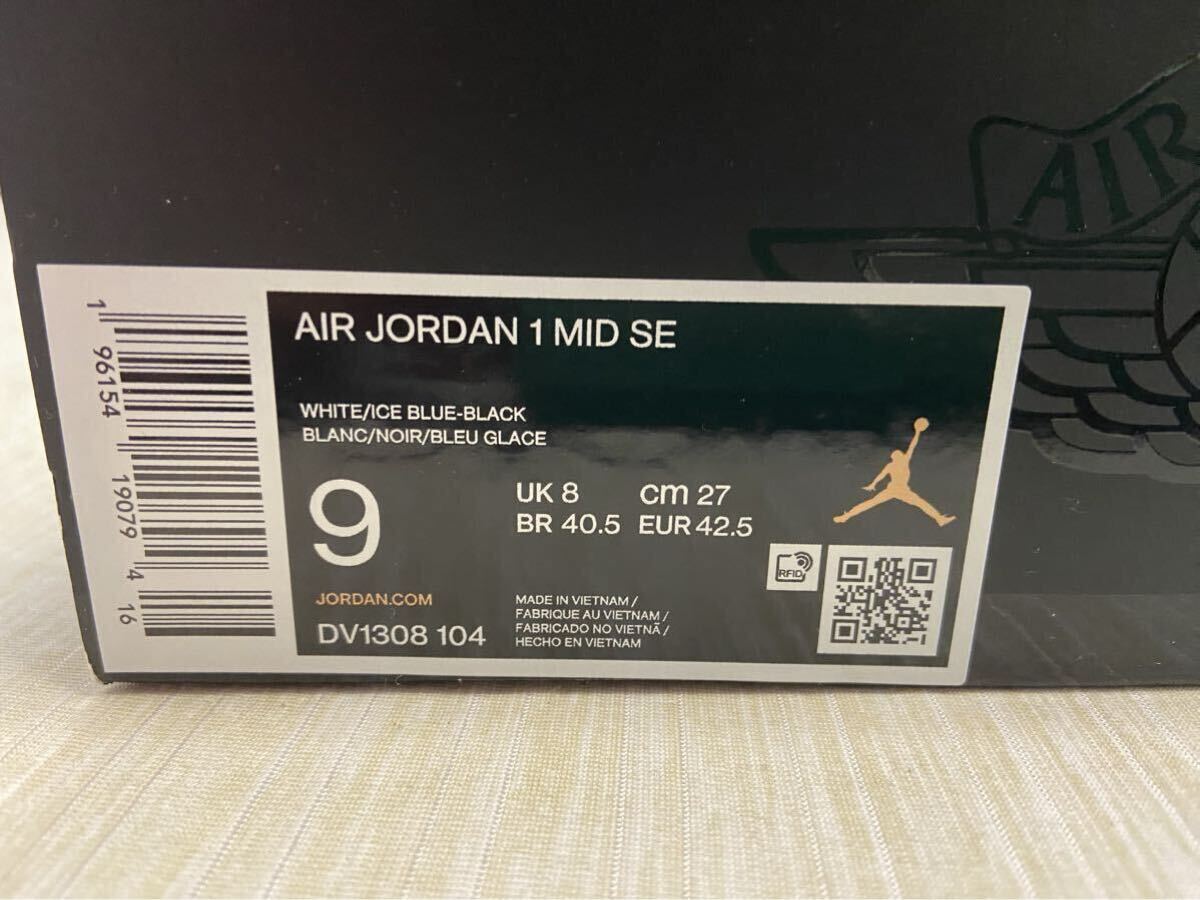 AIR
1 96154 19079 4 16
AIR JORDAN 1 MID SE
WHITE/ICE BLUE-BLACK
BLANC/NOIR/BLEU GLACE
9
UK 8 cm 27
BR 40.5 EUR 42.5
RFID
JORDAN.COM
DV1308 104
MADE IN VIETNAM /
FABRIQUE AU VIETNAM /
FABRICADO NO VIETNÃ /
HECHO EN VIETNAM